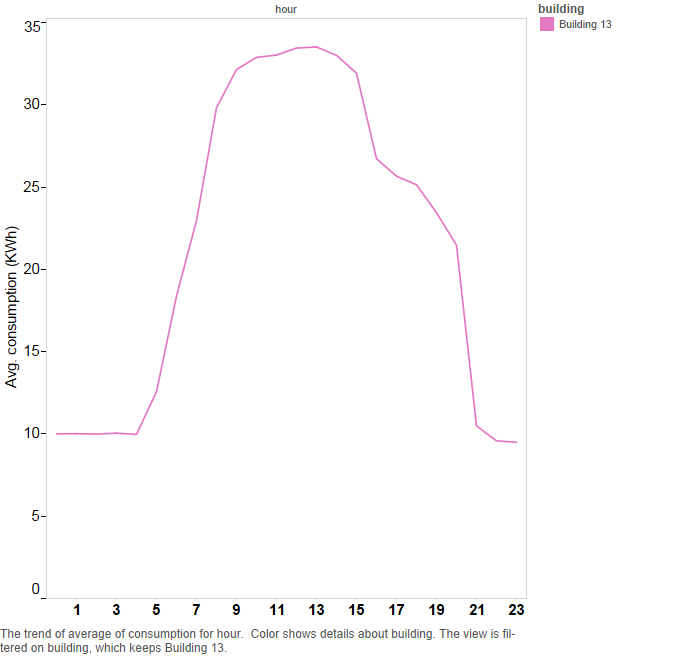 hour
building
Building 13
35
30
25
20
15
10
5
0
Avg. consumption (KWh)
1 3 5 7 9 11 13 15 17 19 21 23
The trend of average of consumption for hour.  Color shows details about building. The view is fil-
tered on building, which keeps Building 13.